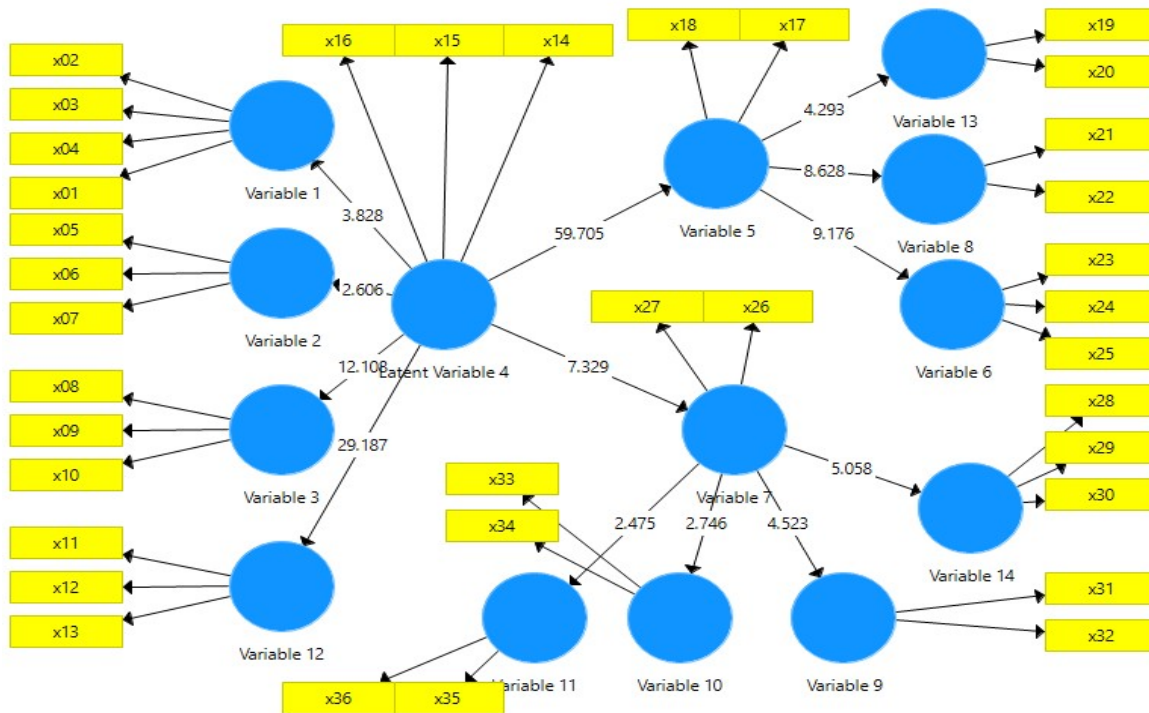 x16 x15 x14
x18 x17
x19
x02
x03
x04
x01
x20
4.293
Variable 13
x21
8.628
x22
Variable 1
3.828
Variable 5
Variable 8
x05
x06
x07
59.705
9.176
x23
x24
x25
2.606
Variable 2
x27 x26
Latent Variable 4
12.108
7.329
Variable 6
x08
x09
x10
x28
x29
x30
29.187
Variable 3
x33
x34
Variable 7
5.058
2.475
2.746
4.523
x11
x12
x13
Variable 14
x31
x32
Variable 12
Variable 11
Variable 10
Variable 9
x36 x35